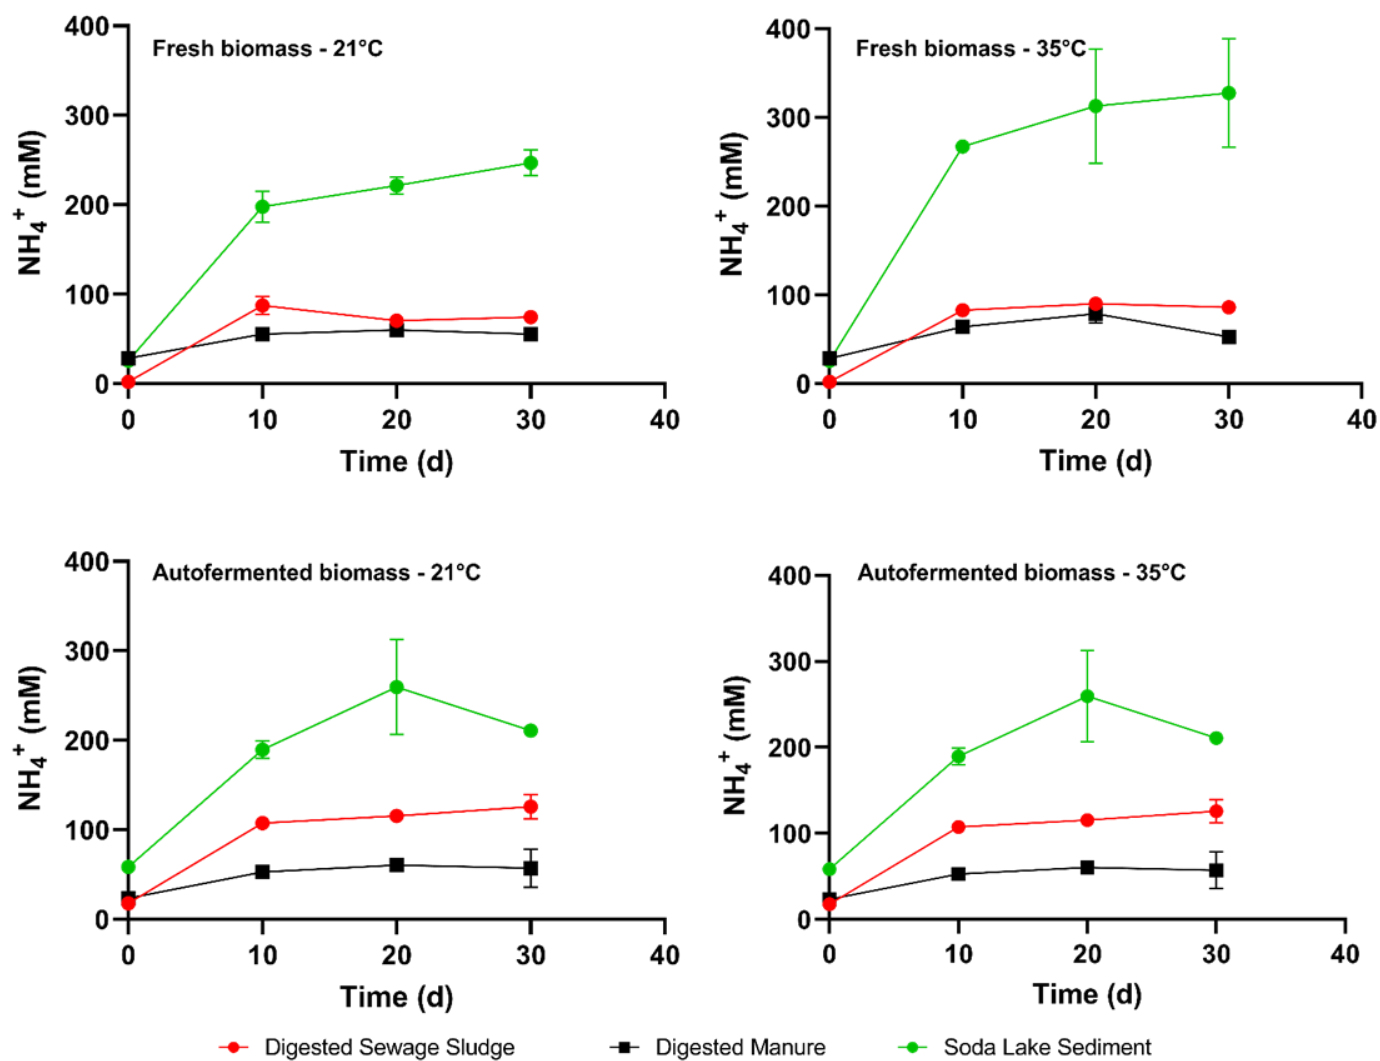 Fresh biomass - 21°C
400
300
200
100
0
NH4+ (mM)
0 10 20 30 40
Time (d)
Fresh biomass - 35°C
400
300
200
100
0
NH4+ (mM)
0 10 20 30 40
Time (d)
Autofermented biomass - 21°C
400
300
200
100
0
NH4+ (mM)
0 10 20 30 40
Time (d)
Autofermented biomass - 35°C
400
300
200
100
0
NH4+ (mM)
0 10 20 30 40
Time (d)
Digested Sewage Sludge Digested Manure Soda Lake Sediment